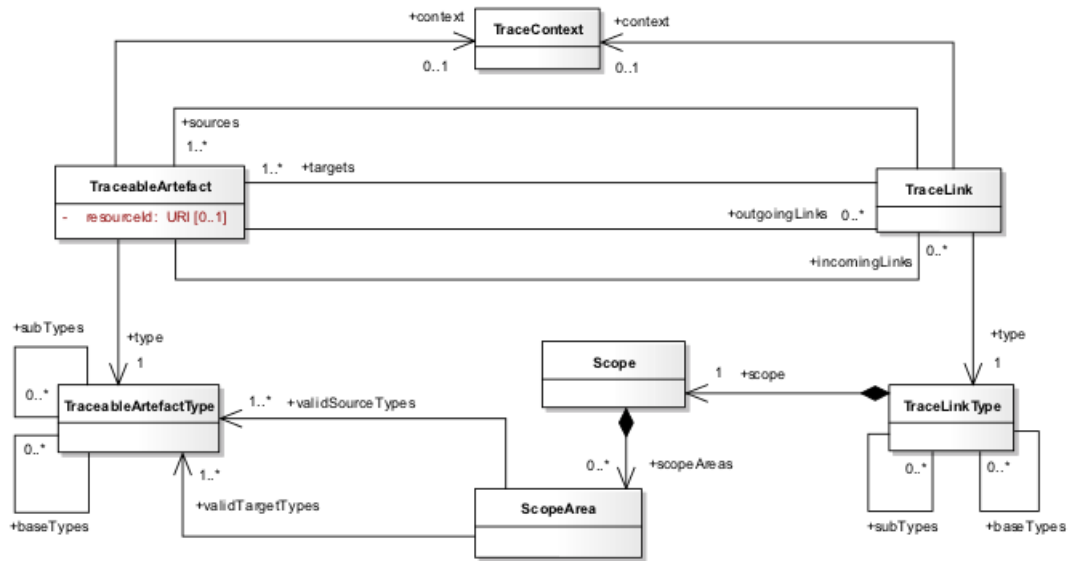 +context
TraceContext
+context
0..1
0..1
+sources
1..*
1..*
+targets
TraceableArtefact
- resourceId: URI [0..1]
TraceLink
+outgoingLinks
0..*
+incomingLinks
0..*
+subTypes
+type
1
+type
1
0..*
TraceableArtefactType
0..*
+baseTypes
1..*
+validSourceTypes
1..*
+validTargetTypes
Scope
1
+scope
0..*
+scopeAreas
ScopeArea
TraceLinkType
0..*
0..*
+subTypes
+baseTypes